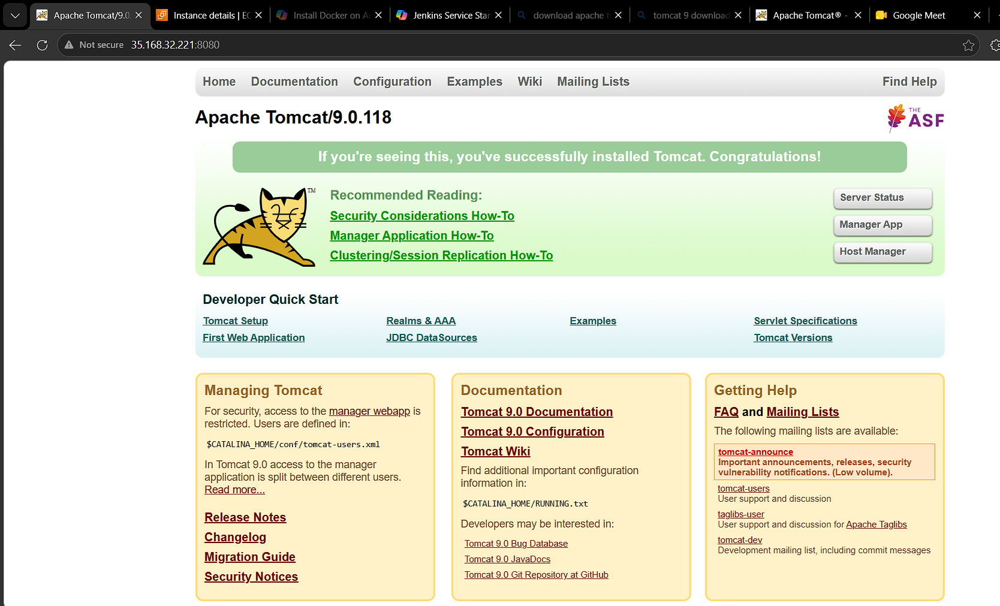 Apache Tomcat/9.0.
Instance details | EC
Install Docker on A
Jenkins Service Star
download apache t
tomcat 9 download
Apache Tomcat® -
Google Meet
Not secure 35.168.32.221:8080
Home Documentation Configuration Examples Wiki Mailing Lists Find Help
Apache Tomcat/9.0.118
THE
ASF
If you're seeing this, you've successfully installed Tomcat. Congratulations!
TM
Recommended Reading:
Security Considerations How-To
Manager Application How-To
Clustering/Session Replication How-To
Server Status
Manager App
Host Manager
Developer Quick Start
Tomcat Setup
First Web Application
Realms & AAA
JDBC DataSources
Examples
Servlet Specifications
Tomcat Versions
Managing Tomcat
For security, access to the manager webapp is
restricted. Users are defined in:
$CATALINA_HOME/conf/tomcat-users.xml
In Tomcat 9.0 access to the manager
application is split between different users.
Read more...
Release Notes
Changelog
Migration Guide
Security Notices
Documentation
Tomcat 9.0 Documentation
Tomcat 9.0 Configuration
Tomcat Wiki
Find additional important configuration
information in:
$CATALINA_HOME/RUNNING.txt
Developers may be interested in:
Tomcat 9.0 Bug Database
Tomcat 9.0 JavaDocs
Tomcat 9.0 Git Repository at GitHub
Getting Help
FAQ and Mailing Lists
The following mailing lists are available:
tomcat-announce
Important announcements, releases, security
vulnerability notifications. (Low volume).
tomcat-users
User support and discussion
taglibs-user
User support and discussion for Apache Taglibs
tomcat-dev
Development mailing list, including commit messages